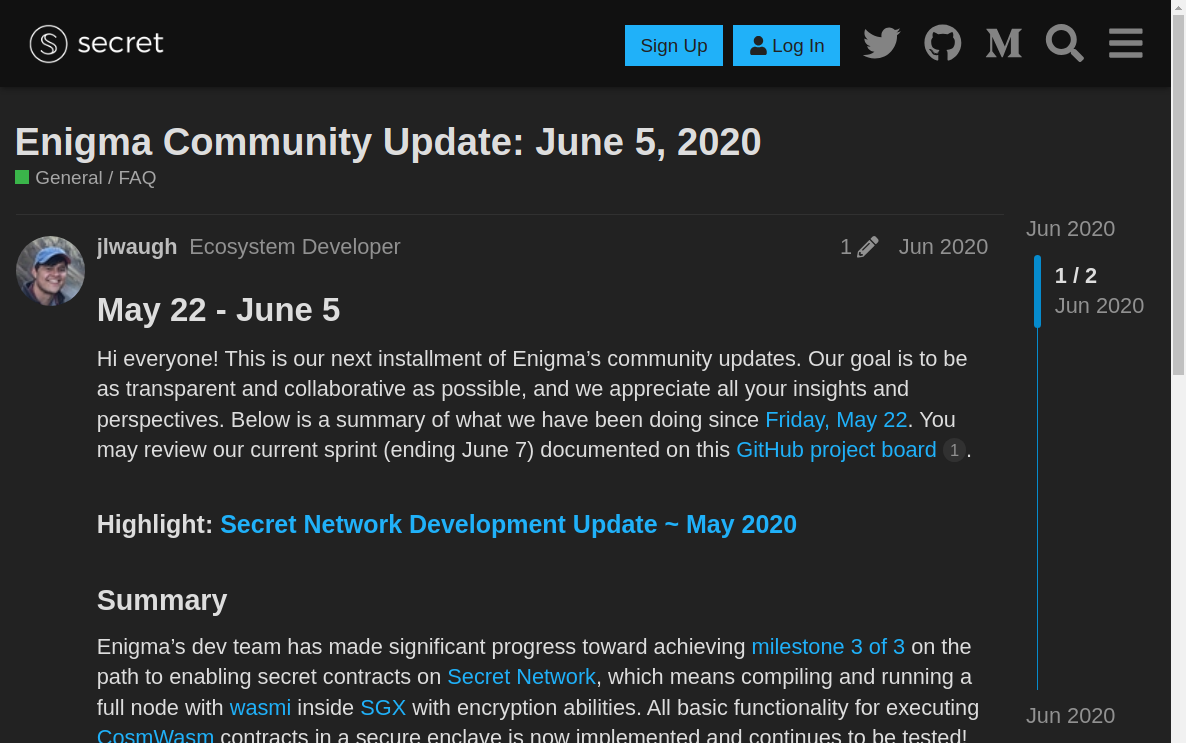 secret
Sign Up
Log In
Enigma Community Update: June 5, 2020
General / FAQ
jlwaugh Ecosystem Developer
1
Jun 2020
Jun 2020
1 / 2
Jun 2020
May 22 - June 5
Hi everyone! This is our next installment of Enigma’s community updates. Our goal is to be
as transparent and collaborative as possible, and we appreciate all your insights and
perspectives. Below is a summary of what we have been doing since Friday, May 22. You
may review our current sprint (ending June 7) documented on this GitHub project board 1.
Highlight: Secret Network Development Update ~ May 2020
Summary
Enigma’s dev team has made significant progress toward achieving milestone 3 of 3 on the
path to enabling secret contracts on Secret Network, which means compiling and running a
full node with wasmi inside SGX with encryption abilities. All basic functionality for executing
CosmWasm contracts in a secure enclave is now implemented and continues to be tested!
Jun 2020